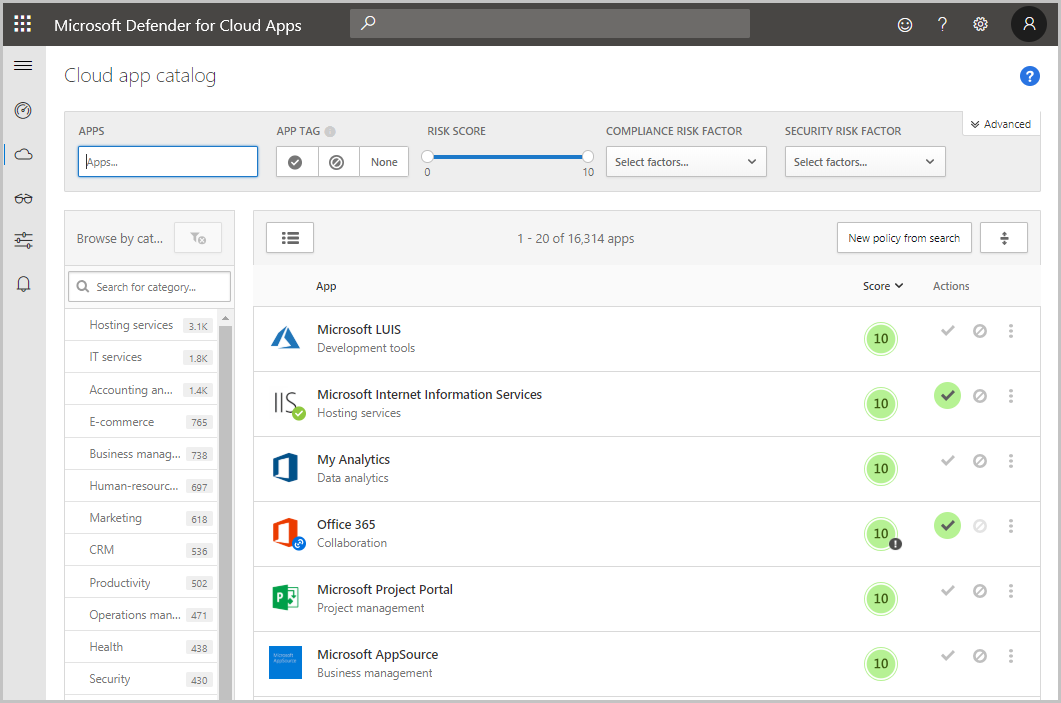 Microsoft Defender for Cloud Apps
?
Cloud app catalog
?
APPS
APP TAG
RISK SCORE
COMPLIANCE RISK FACTOR
SECURITY RISK FACTOR
Advanced
Apps...
None
0
10
Select factors...
Select factors...
Browse by cat...
1 - 20 of 16,314 apps
New policy from search
Search for category...
App
Score
Actions
Hosting services 3.1K
IT services 1.8K
Accounting an... 1.4K
E-commerce 765
Business manag... 738
Human-resourc... 697
Marketing 618
CRM 536
Productivity 502
Operations man... 471
Health 438
Security 430
Microsoft LUIS
Development tools
10
IIS
Microsoft Internet Information Services
Hosting services
10
My Analytics
Data analytics
10
Office 365
Collaboration
10
P
Microsoft Project Portal
Project management
10
Microsoft
AppSource
Microsoft AppSource
Business management
10